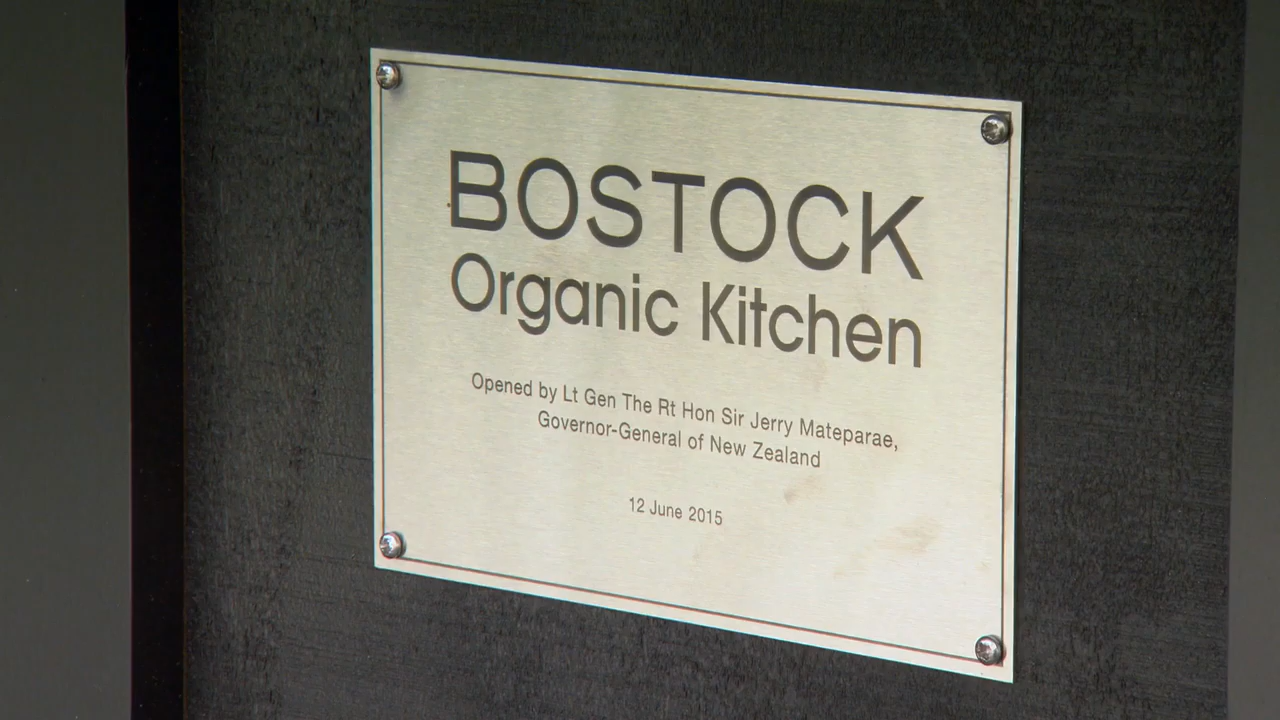 BOSTOCK
Organic Kitchen
Opened by Lt Gen The Rt Hon Sir Jerry Mateparae,
Governor-General of New Zealand
12 June 2015